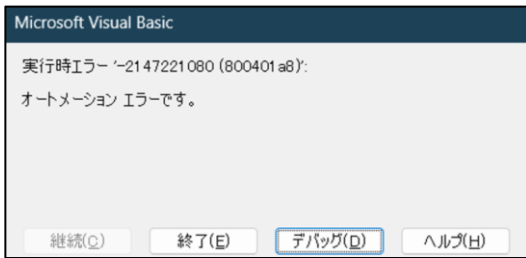 Microsoft Visual Basic
実行時エラー '-2147221080 (800401a8)':
オートメーション エラーです。
継続(C)
終了(E)
デバッグ(D)
ヘルプ(H)